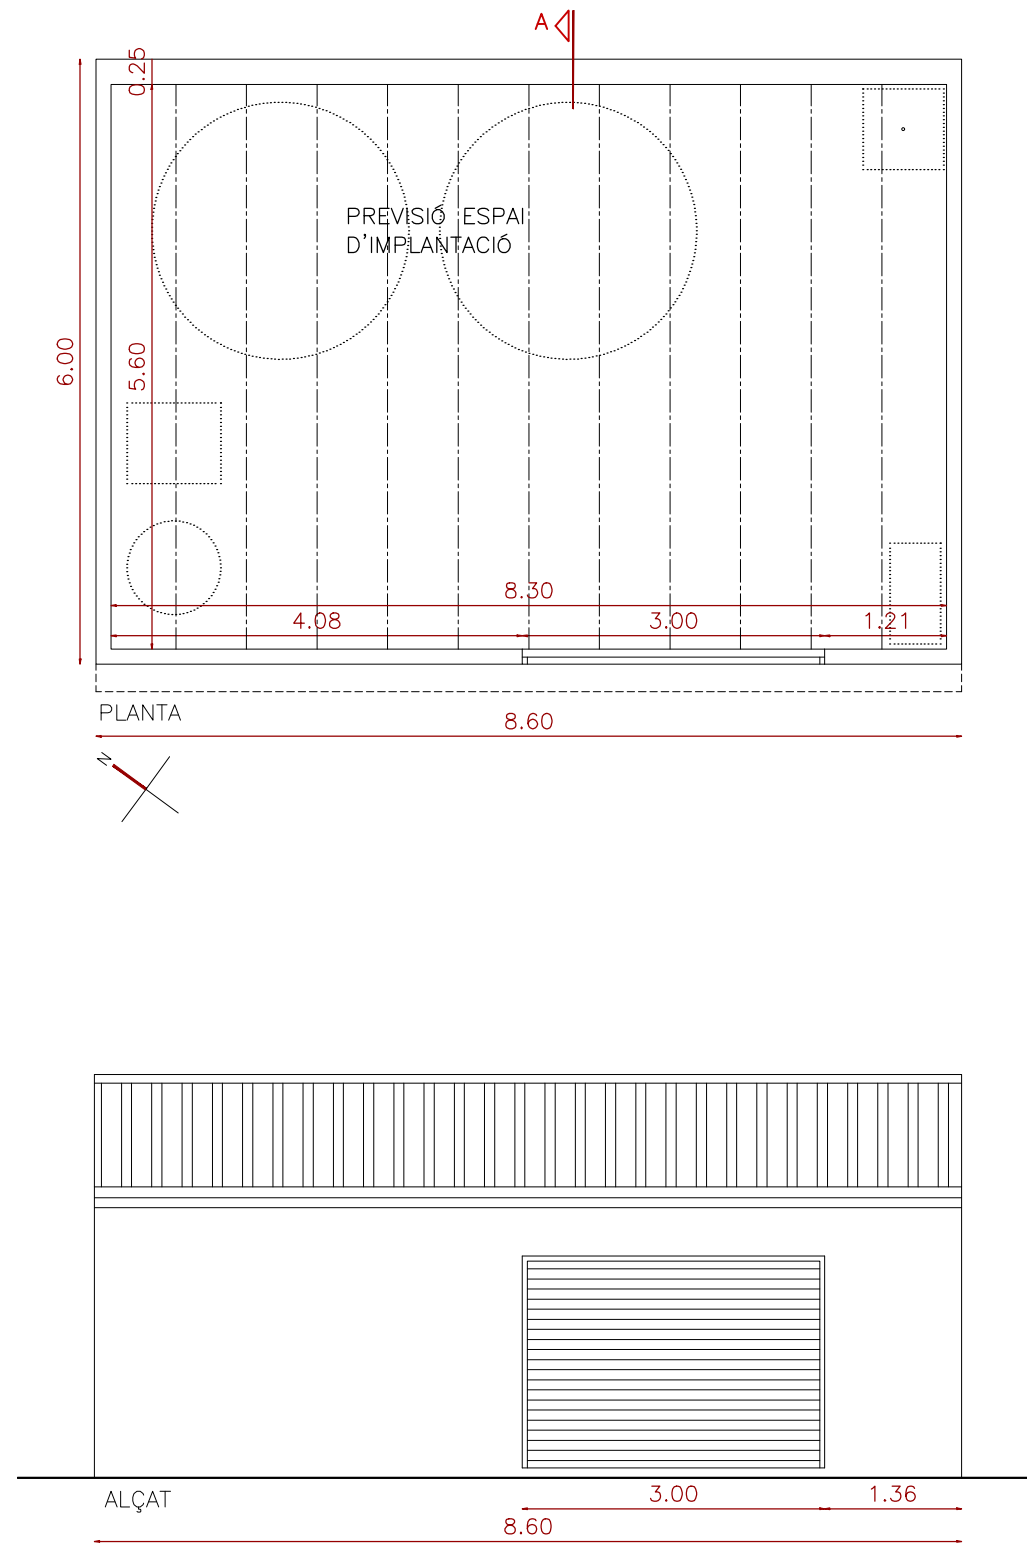 A
0.25
PREVISIÓ ESPAI
D'IMPLANTACIÓ
6.00
5.60
8.30
4.08
3.00
1.21
PLANTA
8.60
N
ALÇAT
3.00
1.36
8.60